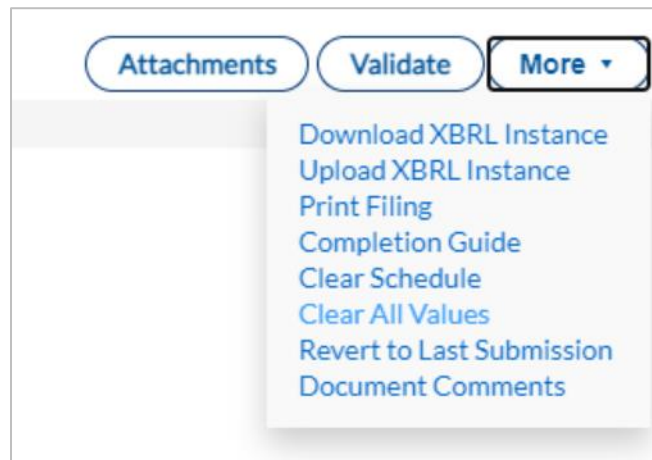 Attachments Validate More
Download XBRL Instance
Upload XBRL Instance
Print Filing
Completion Guide
Clear Schedule
Clear All Values
Revert to Last Submission
Document Comments